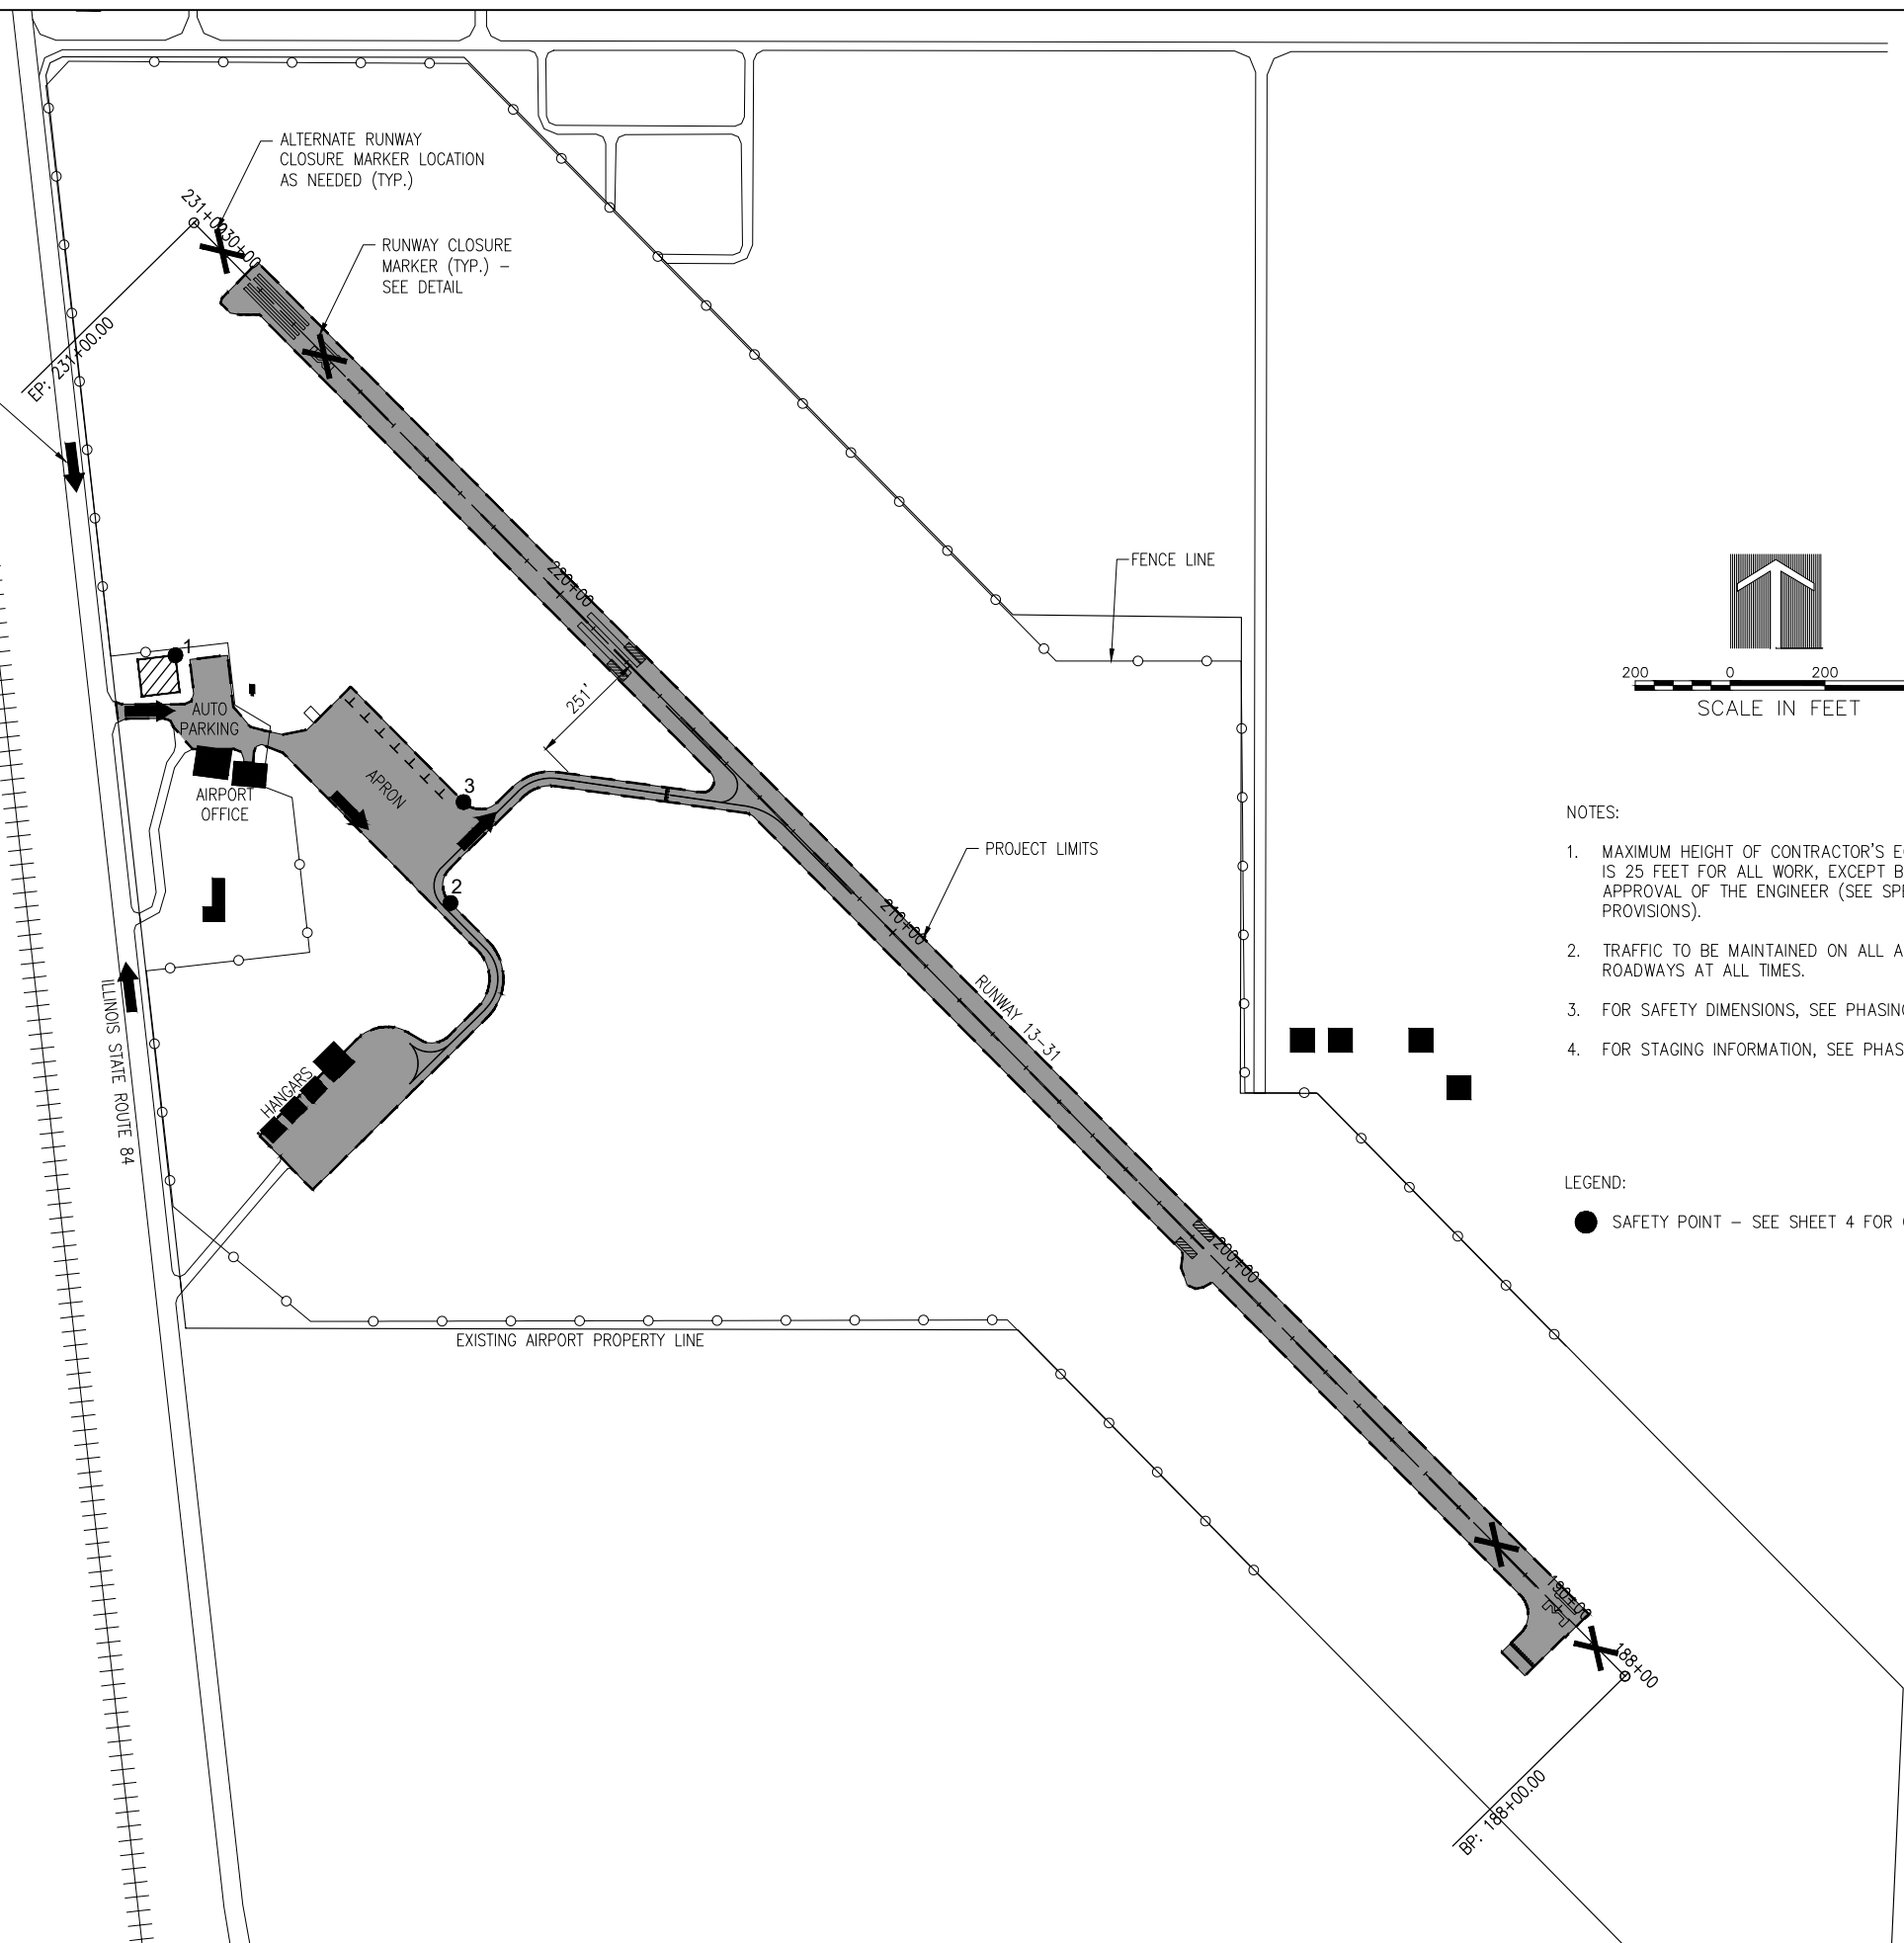 ALTERNATE RUNWAY
CLOSURE MARKER LOCATION
AS NEEDED (TYP.)
231+00
230+00
RUNWAY CLOSURE
MARKER (TYP.) –
SEE DETAIL
EP: 231+00.00
220+00
FENCE LINE
251'
1
AUTO
PARKING
AIRPORT
OFFICE
APRON
3
2
PROJECT LIMITS
210+00
RUNWAY 13-31
ILLINOIS STATE ROUTE 84
HANGARS
200+00
EXISTING AIRPORT PROPERTY LINE
190+00
188+00
BP: 188+00.00
200 0 200
SCALE IN FEET
NOTES:
1. MAXIMUM HEIGHT OF CONTRACTOR'S
IS 25 FEET FOR ALL WORK, EXCEPT
APPROVAL OF THE ENGINEER (SEE
PROVISIONS).
2. TRAFFIC TO BE MAINTAINED ON ALL
ROADWAYS AT ALL TIMES.
3. FOR SAFETY DIMENSIONS, SEE
4. FOR STAGING INFORMATION, SEE
LEGEND:
SAFETY POINT – SEE SHEET 4 FOR